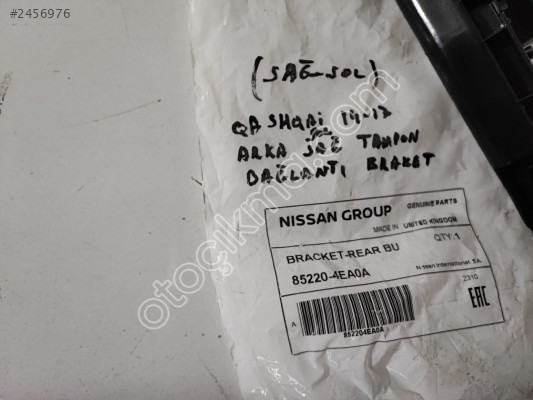 #2456976
(SAĞ-SOL)
QASHQAI 14-17
ARKA SAĞ TAMPON
BAĞLANTI BRAKET
NISSAN GROUP
GENUINE PARTS
MADE IN UNITED KINGDOM
BRACKET-REAR BU
QTY: 1
85220-4EA0A
Nissan International, SA
2310
EAC
A
852204EA0A
otogikma.com